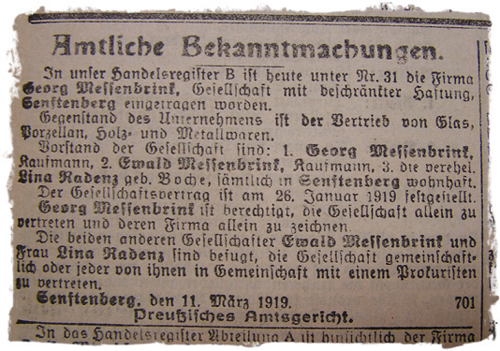 Amtliche Bekanntmachungen.
In unser Handelsregister B ist heute unter Nr. 31 die Firma
Georg Messenbrink, Gesellschaft mit beschränkter Haftung,
Senftenberg eingetragen worden.
Gegenstand des Unternehmens ist der Vertrieb von Glas,
Porzellan, Holz- und Metallwaren.
Vorstand der Gesellschaft sind: 1. Georg Messenbrink,
Kaufmann, 2. Ewald Messenbrink, Kaufmann, 3. die verehel.
Lina Radenz geb. Boche, sämtlich in Senftenberg wohnhaft.
Der Gesellschaftsvertrag ist am 26. Januar 1919 festgestellt.
Georg Messenbrink ist berechtigt, die Gesellschaft allein zu
vertreten und deren Firma allein zu zeichnen.
Die beiden anderen Gesellschafter Ewald Messenbrink und
Frau Lina Radenz sind befugt, die Gesellschaft gemeinschaft-
lich oder jeder von ihnen in Gemeinschaft mit einem Prokuristen
zu vertreten.
Senftenberg, den 11. März 1919. 701
Preußisches Amtsgericht.
In das Handelsregister Abteilung A ist hinsichtlich der Firma